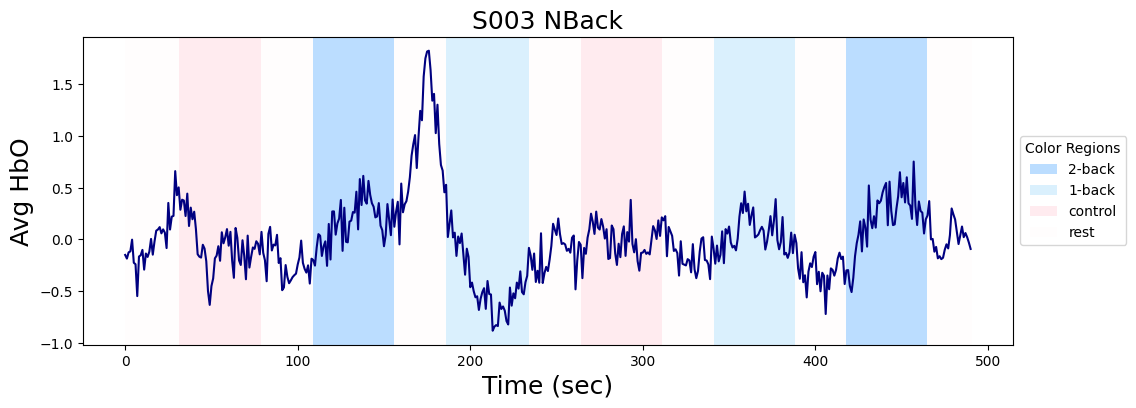 S003 NBack
Avg HbO
1.5
1.0
0.5
0.0
−0.5
−1.0
0
100
200
300
400
500
Time (sec)
Color Regions
2-back
1-back
control
rest